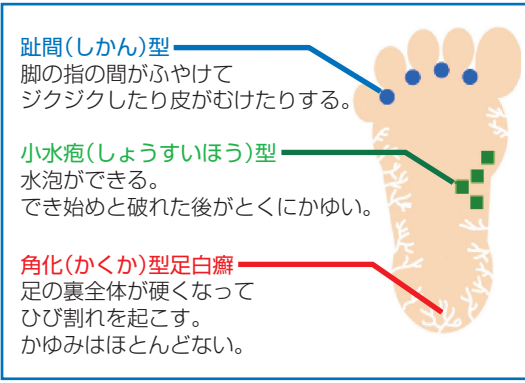 趾間(しかん)型
脚の指の間がふやけて
ジクジクしたり皮がむけたりする。
小水疱(しょうすいほう)型
水泡ができる。
でき始めと破れた後がとくにかゆい。
角化(かくか)型足白癬
足の裏全体が硬くなって
ひび割れを起こす。
かゆみはほとんどない。